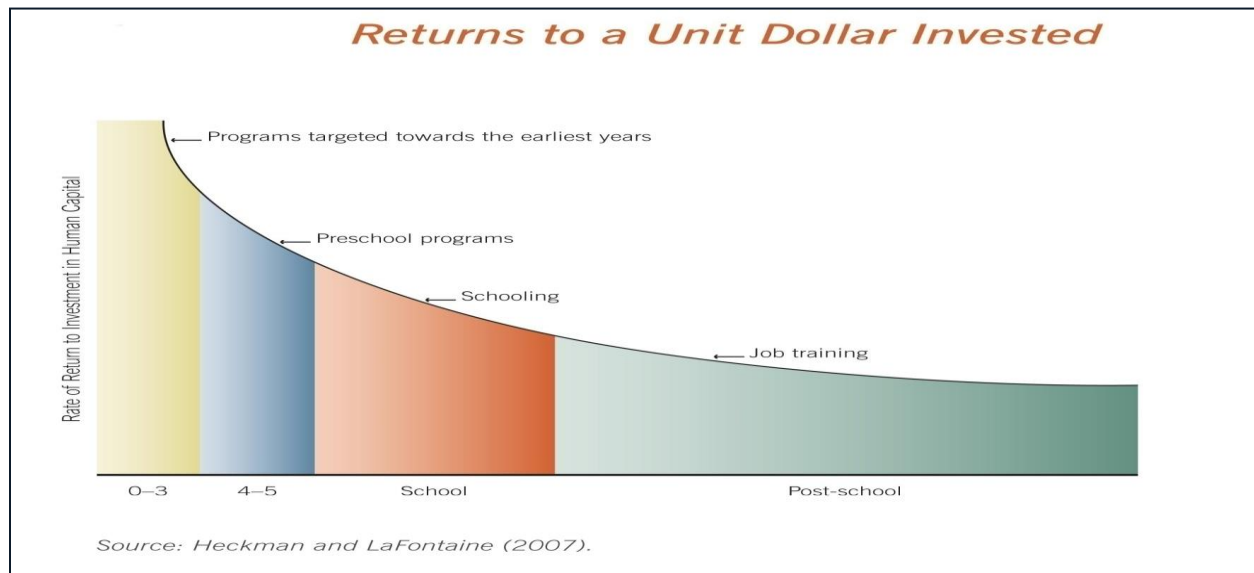 Returns to a Unit Dollar Invested
Programs targeted towards the earliest years
Preschool programs
Schooling
Job training
Rate of Return to Investment in Human Capital
0–3
4–5
School
Post-school
Source: Heckman and LaFontaine (2007).